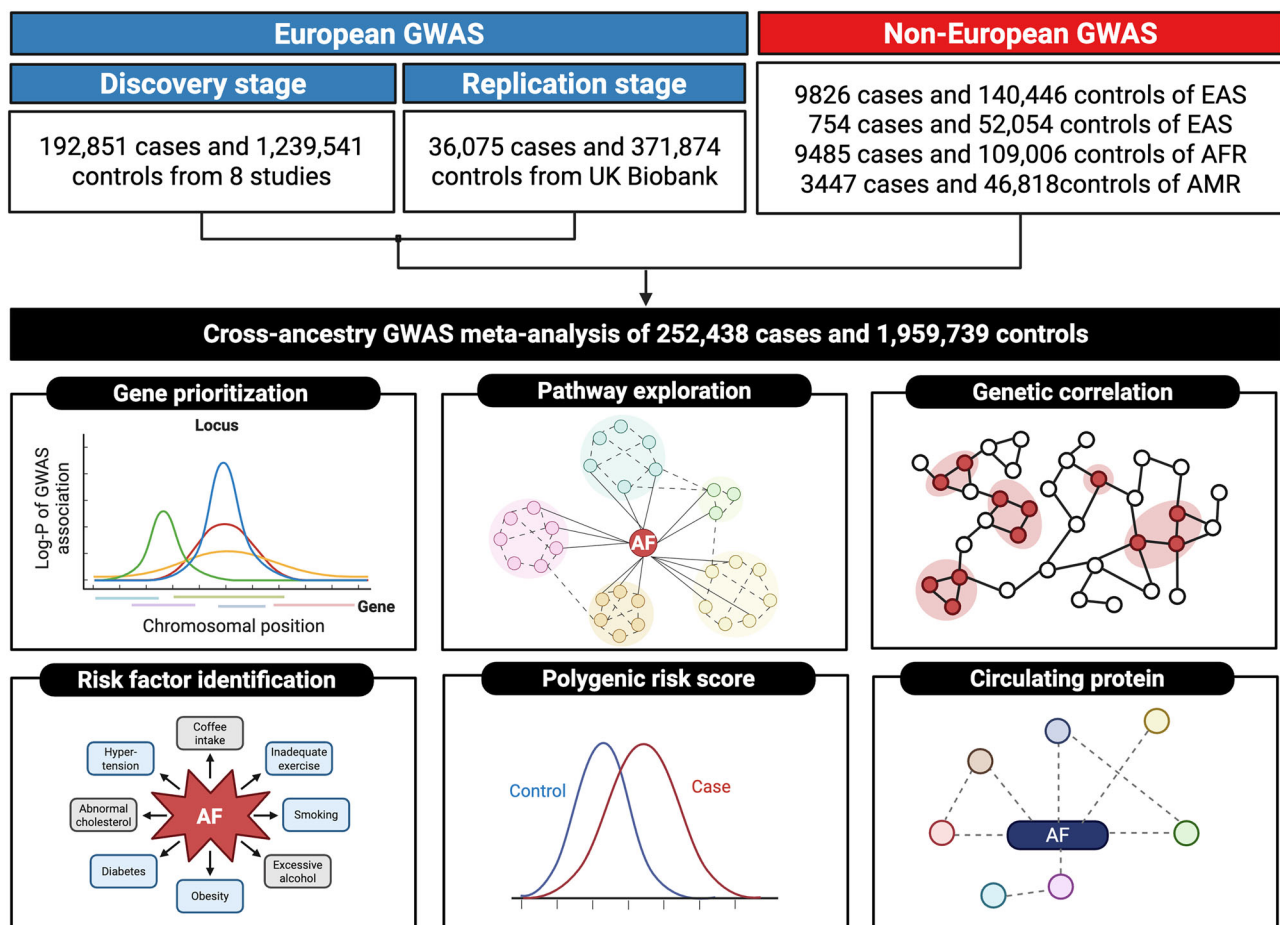 European GWAS
Non-European GWAS
Discovery stage
Replication stage
192,851 cases and 1,239,541
controls from 8 studies
36,075 cases and 371,874
controls from UK Biobank
9826 cases and 140,446 controls of EAS
754 cases and 52,054 controls of EAS
9485 cases and 109,006 controls of AFR
3447 cases and 46,818controls of AMR
Cross-ancestry GWAS meta-analysis of 252,438 cases and 1,959,739 controls
Gene prioritization
Locus
Log-P of GWAS
association
Gene
Chromosomal position
Pathway exploration
AF
Genetic correlation
Risk factor identification
Coffee
intake
Hyper-
tension
Inadequate
exercise
Abnormal
cholesterol
AF
Smoking
Diabetes
Excessive
alcohol
Obesity
Polygenic risk score
Control
Case
Circulating protein
AF